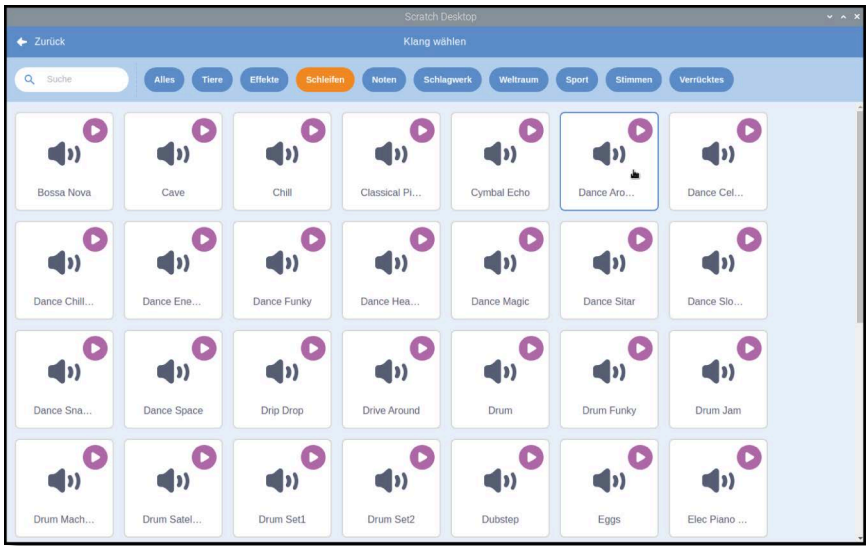 Scratch Desktop
Zurück
Klang wählen
Suche
Alles Tiere Effekte Schleifen Noten Schlagwerk Weltraum Sport Stimmen Verrücktes
Bossa Nova Cave Chill Classical Pi... Cymbal Echo Dance Aro... Dance Cel...
Dance Chill... Dance Ene... Dance Funky Dance Hea... Dance Magic Dance Sitar Dance Slo...
Dance Sna... Dance Space Drip Drop Drive Around Drum Drum Funky Drum Jam
Drum Mach... Drum Satel... Drum Set1 Drum Set2 Dubstep Eggs Elec Piano ...